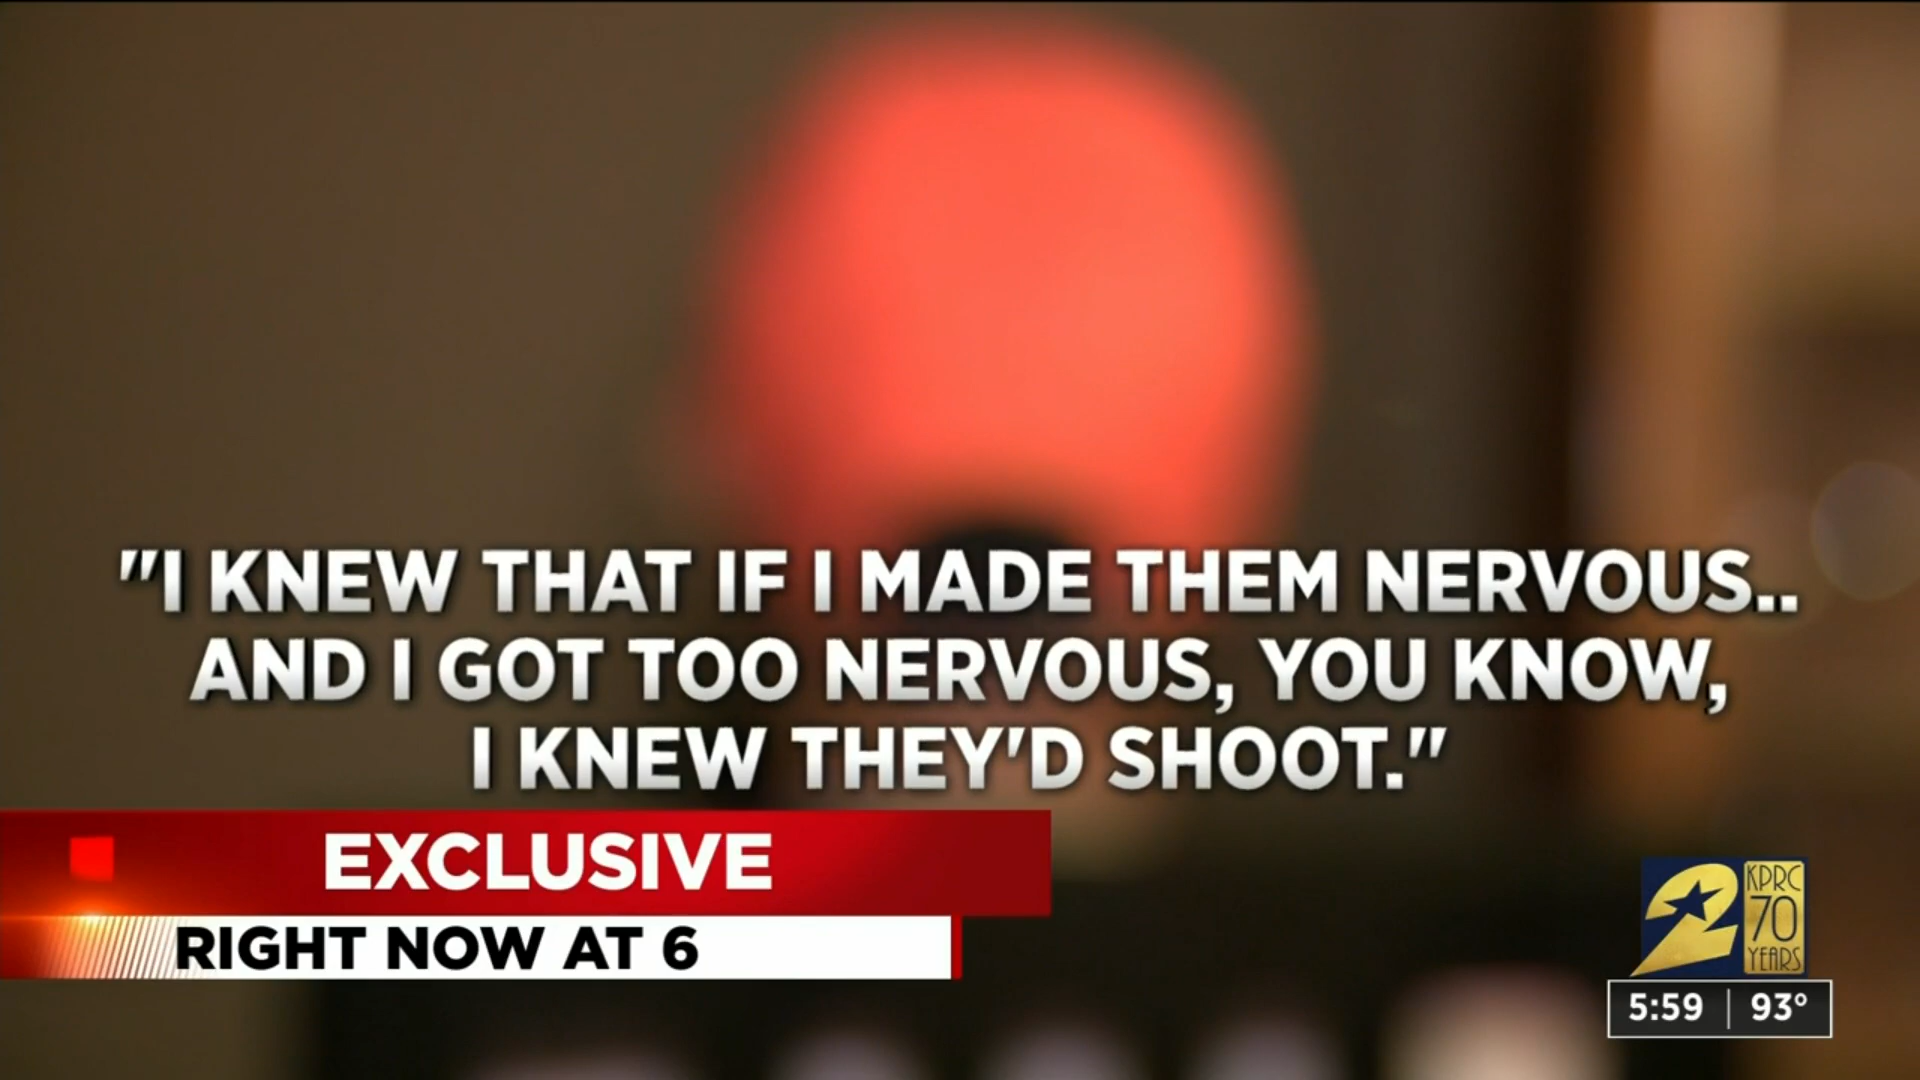 "I KNEW THAT IF I MADE THEM NERVOUS..
AND I GOT TOO NERVOUS, YOU KNOW,
I KNEW THEY'D SHOOT."
EXCLUSIVE
RIGHT NOW AT 6
2
KPRC
70
YEARS
5:59 | 93°